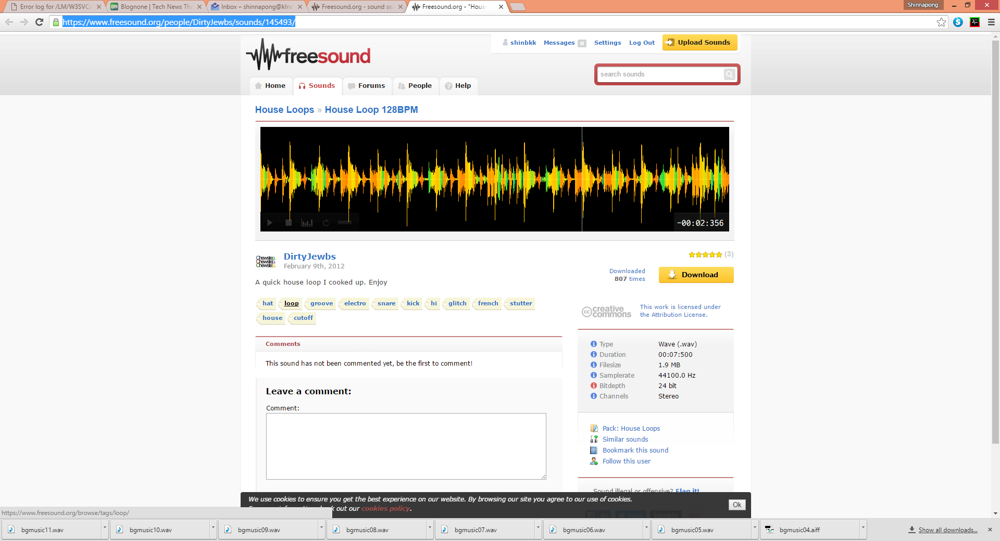 Error log for /LM/W3SVC/
Blognone | Tech News Tha
Inbox – shinnapong@klne
Freesound.org - sound se
Freesound.org - "Hous
Shinnapong
https://www.freesound.org/people/DirtyJewbs/sounds/145493/
freesound
shinbkk
Messages 0
Settings
Log Out
Upload Sounds
search sounds
Home
Sounds
Forums
People
Help
House Loops » House Loop 128BPM
-00:02:356
Chewstep.
Chewstep.
Chewstep.
DirtyJewbs
February 9th, 2012
(3)
Downloaded
807 times
Download
A quick house loop I cooked up. Enjoy
hat loop groove electro snare kick hi glitch french stutter
house cutoff
cc creative commons
This work is licensed under
the Attribution License.
Comments
This sound has not been commented yet, be the first to comment!
Leave a comment:
Comment:
Type Wave (.wav)
Duration 00:07:500
Filesize 1.9 MB
Samplerate 44100.0 Hz
Bitdepth 24 bit
Channels Stereo
Pack: House Loops
Similar sounds
Bookmark this sound
Follow this user
Sound illegal or offensive? Flag it!
We use cookies to ensure you get the best experience on our website. By browsing our site you agree to our use of cookies.
out our cookies policy.
Ok
https://www.freesound.org/browse/tags/loop/
bgmusic11.wav
bgmusic10.wav
bgmusic09.wav
bgmusic08.wav
bgmusic07.wav
bgmusic06.wav
bgmusic05.wav
bgmusic04.aiff
Show all downloads...